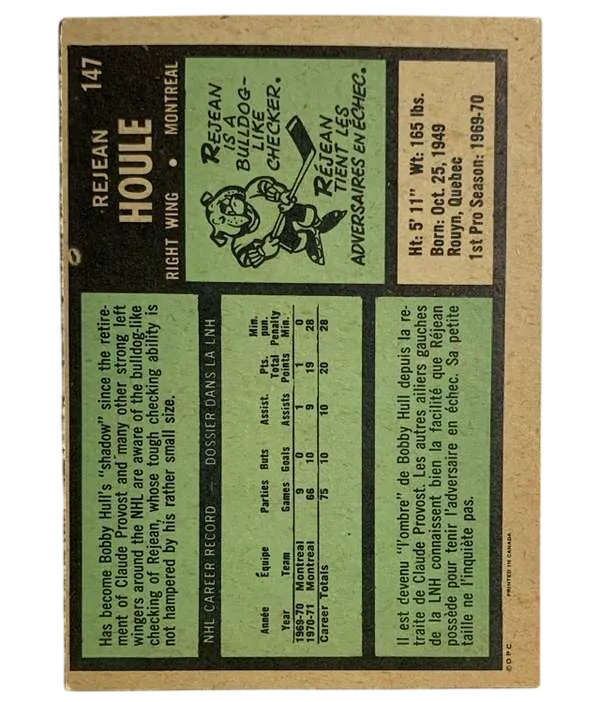 REJEAN 147
HOULE
RIGHT WING • MONTREAL
Has become Bobby Hull's "shadow" since the retire-
ment of Claude Provost and many other strong left
wingers around the NHL are aware of the bulldog-like
checking of Rejean, whose tough checking ability is
not hampered by his rather small size.
REJEAN
IS A
BULLDOG-
LIKE
CHECKER.
RÉJEAN
TIENT LES
ADVERSAIRES EN ÉCHEC.
NHL CAREER RECORD — DOSSIER DANS LA LNH
Min.
Pts. pun.
Année Équipe Parties Buts Assist. Total Penalty
Year Team Games Goals Assists Points Min.
1969-70 Montreal 9 0 1 1 0
1970-71 Montreal 66 10 9 19 28
Career Totals 75 10 10 20 28
Ht: 5' 11" Wt: 165 lbs.
Born: Oct. 25, 1949
Rouyn, Quebec
1st Pro Season: 1969-70
Il est devenu "l'ombre" de Bobby Hull depuis la re-
traite de Claude Provost. Les autres ailiers gauches
de la LNH connaissent bien la facilité que Réjean
possède pour tenir l'adversaire en échec. Sa petite
taille ne l'inquiète pas.
© O.P.C. PRINTED IN CANADA